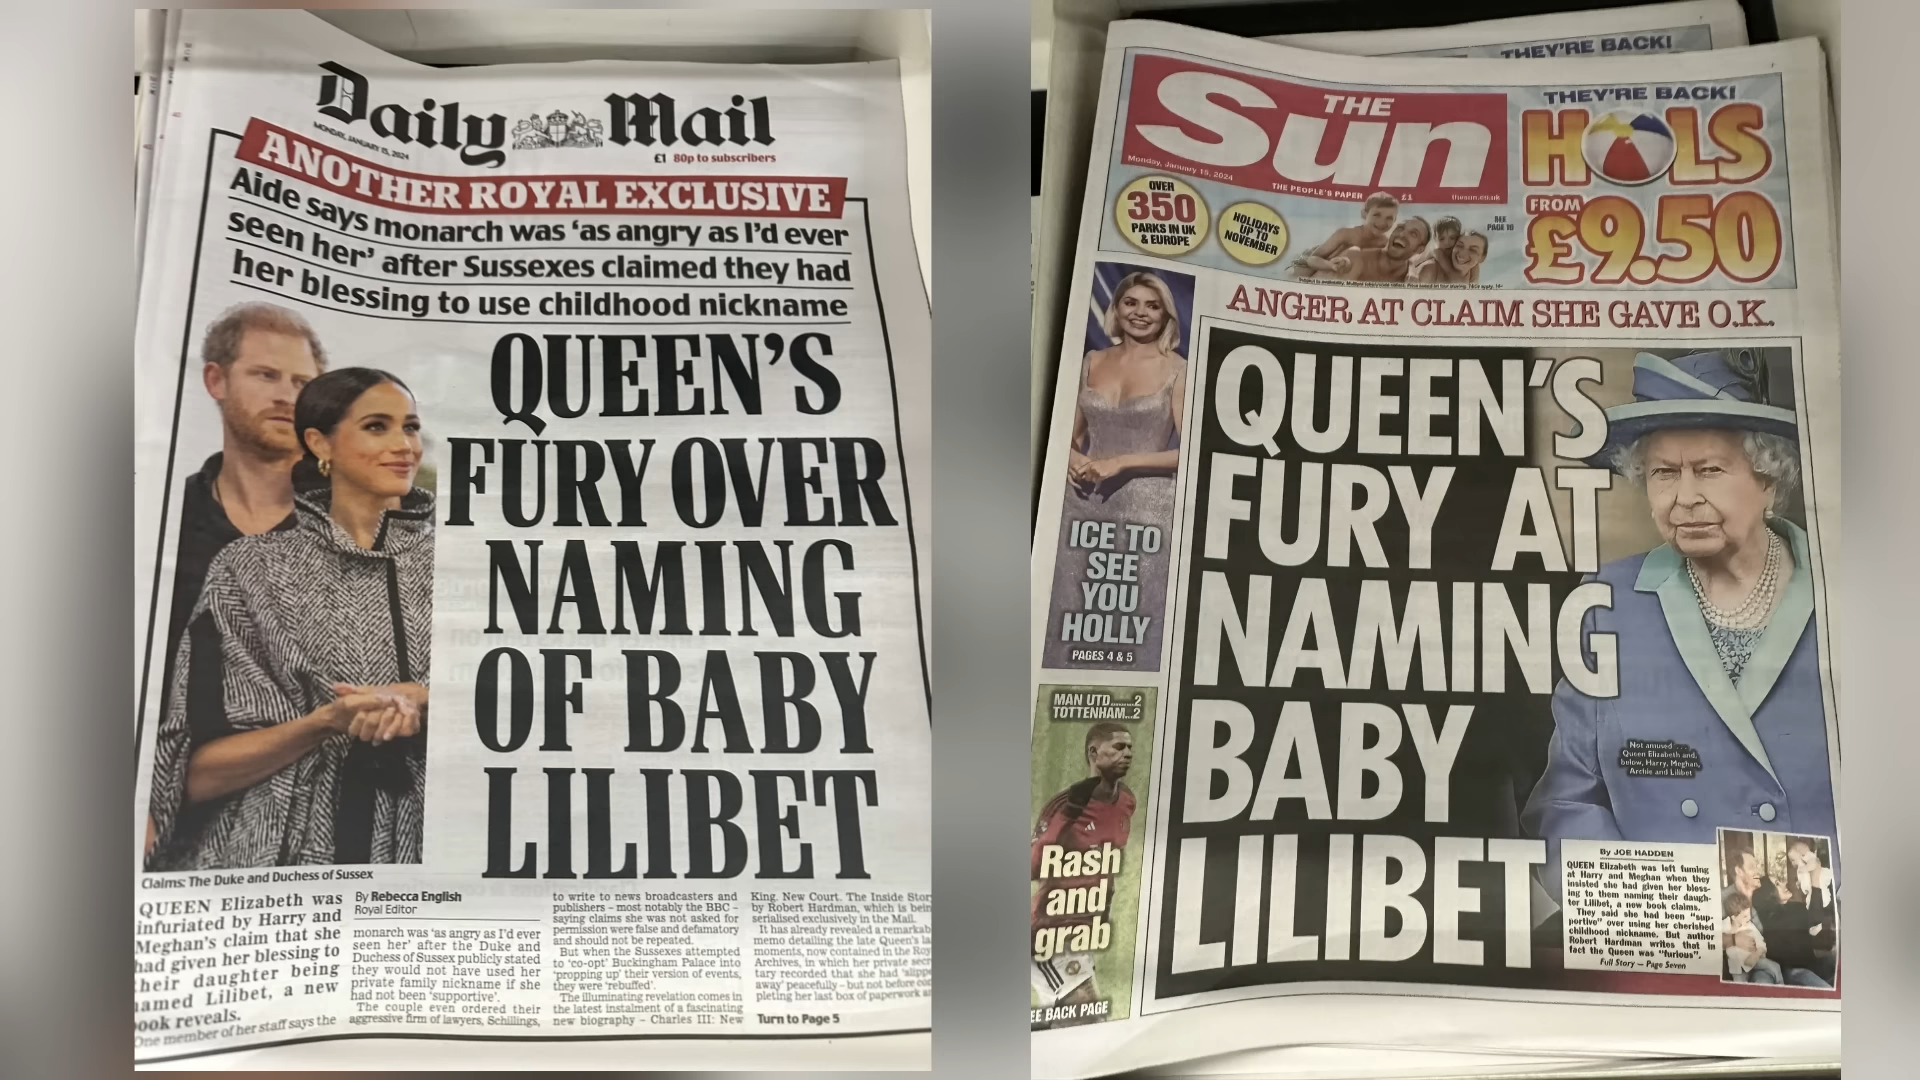 Daily Mail
MONDAY, JANUARY 15, 2024
£1 80p to subscribers
ANOTHER ROYAL EXCLUSIVE
Aide says monarch was ‘as angry as I’d ever
seen her’ after Sussexes claimed they had
her blessing to use childhood nickname
QUEEN’S
FURY OVER
NAMING
OF BABY
LILIBET
Claims: The Duke and Duchess of Sussex
QUEEN Elizabeth was
infuriated by Harry and
Meghan’s claim that she
had given her blessing to
their daughter being
named Lilibet, a new
book reveals.
One member of her staff says the
By Rebecca English
Royal Editor
monarch was ‘as angry as I’d ever
seen her’ after the Duke and
Duchess of Sussex publicly stated
they would not have used her
private family nickname if she
had not been ‘supportive’.
The couple even ordered their
aggressive firm of lawyers, Schillings,
to write to news broadcasters and
publishers – most notably the BBC –
saying claims she was not asked for
permission were false and defamatory
and should not be repeated.
But when the Sussexes attempted
to ‘co-opt’ Buckingham Palace into
‘propping up’ their version of events,
they were ‘rebuffed’.
The illuminating revelation comes in
the latest instalment of a fascinating
new biography – Charles III: New
King. New Court. The Inside Story
by Robert Hardman, which is being
serialised exclusively in the Mail.
It has already revealed a remarkab
memo detailing the late Queen’s la
moments, now contained in the Roy
Archives, in which her private secr
tary recorded that she had ‘slippe
away’ peacefully – but not before com
pleting her last box of paperwork a
Turn to Page 5
THEY’RE BACK!
THE
Sun
Monday, January 15, 2024
THE PEOPLE’S PAPER
£1
thesun.co.uk
THEY’RE BACK!
HOLS
FROM
£9.50
OVER
350
PARKS IN UK
& EUROPE
HOLIDAYS
UP TO
NOVEMBER
SEE
PAGE 16
ANGER AT CLAIM SHE GAVE O.K.
ICE TO
SEE
YOU
HOLLY
PAGES 4 & 5
MAN UTD.......2
TOTTENHAM...2
Rash
and
grab
EE BACK PAGE
QUEEN’S
FURY AT
NAMING
BABY
LILIBET
Not amused ...
Queen Elizabeth and,
below, Harry, Meghan,
Archie and Lilibet
By JOE HADDEN
QUEEN Elizabeth was left fuming
at Harry and Meghan when they
insisted she had given her bless-
ing to them naming their daugh-
ter Lilibet, a new book claims.
They said she had been “sup-
portive” over using her cherished
childhood nickname. But author
Robert Hardman writes that in
fact the Queen was “furious”.
Full Story — Page Seven